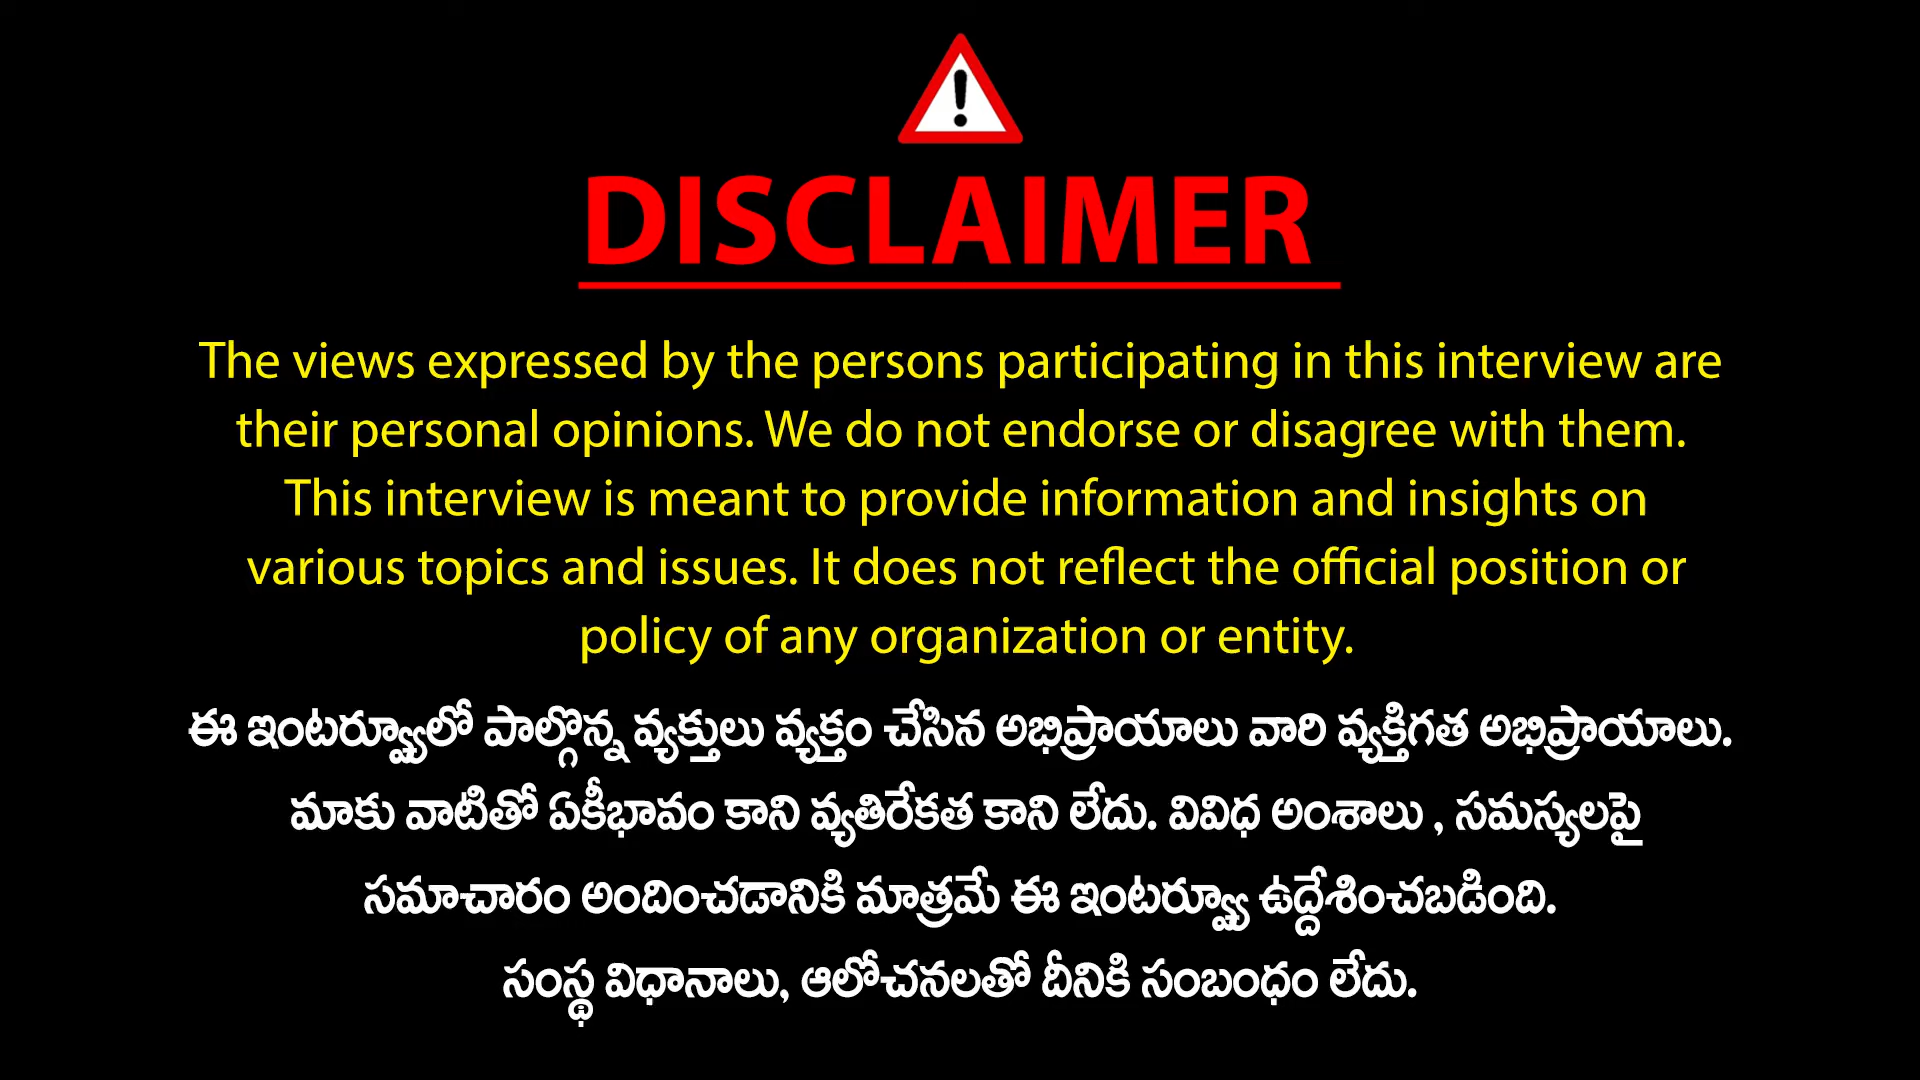 DISCLAIMER
The views expressed by the persons participating in this interview are
their personal opinions. We do not endorse or disagree with them.
This interview is meant to provide information and insights on
various topics and issues. It does not reflect the official position or
policy of any organization or entity.
ఈ ఇంటర్వ్యూలో పాల్గొన్న వ్యక్తులు వ్యక్తం చేసిన అభిప్రాయాలు వారి వ్యక్తిగత అభిప్రాయాలు.
మాకు వాటితో ఏకీభావం కాని వ్యతిరేకత కాని లేదు. వివిధ అంశాలు , సమస్యలపై
సమాచారం అందించడానికి మాత్రమే ఈ ఇంటర్వ్యూ ఉద్దేశించబడింది.
సంస్థ విధానాలు, ఆలోచనలతో దీనికి సంబంధం లేదు.